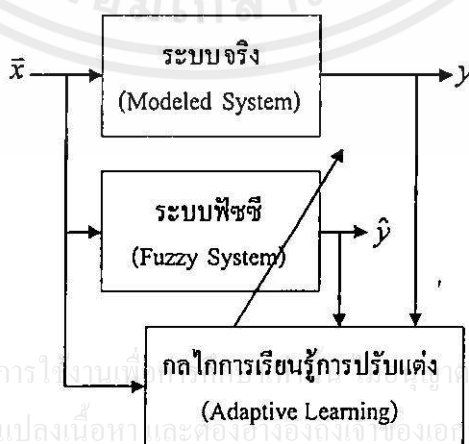 ระบบจริง
x̄ y
(Modeled System)
ระบบฟัซซี
ŷ
(Fuzzy System)
กลไกการเรียนรู้การปรับแต่ง
(Adaptive Learning)